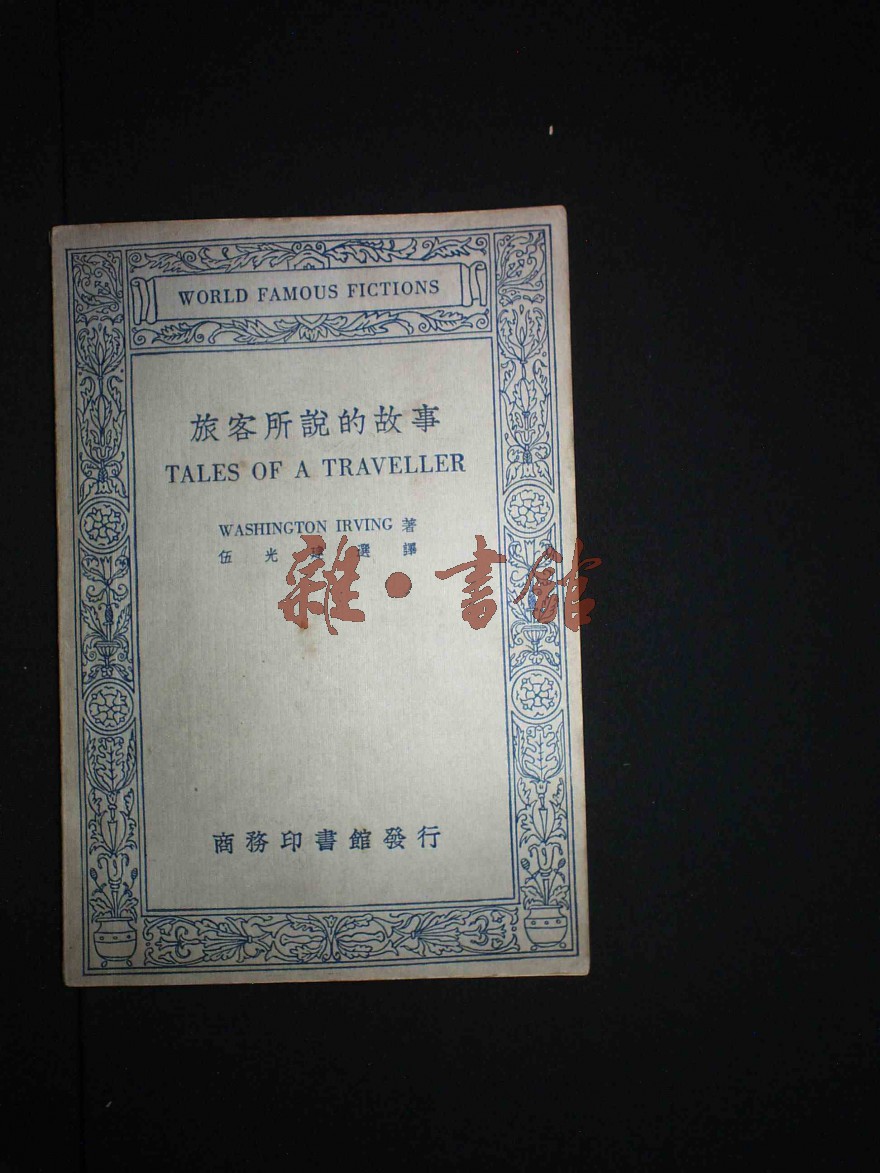 WORLD FAMOUS FICTIONS
旅客所說的故事
TALES OF A TRAVELLER
WASHINGTON IRVING 著
伍光建選譯
雜·書館
商務印書館發行